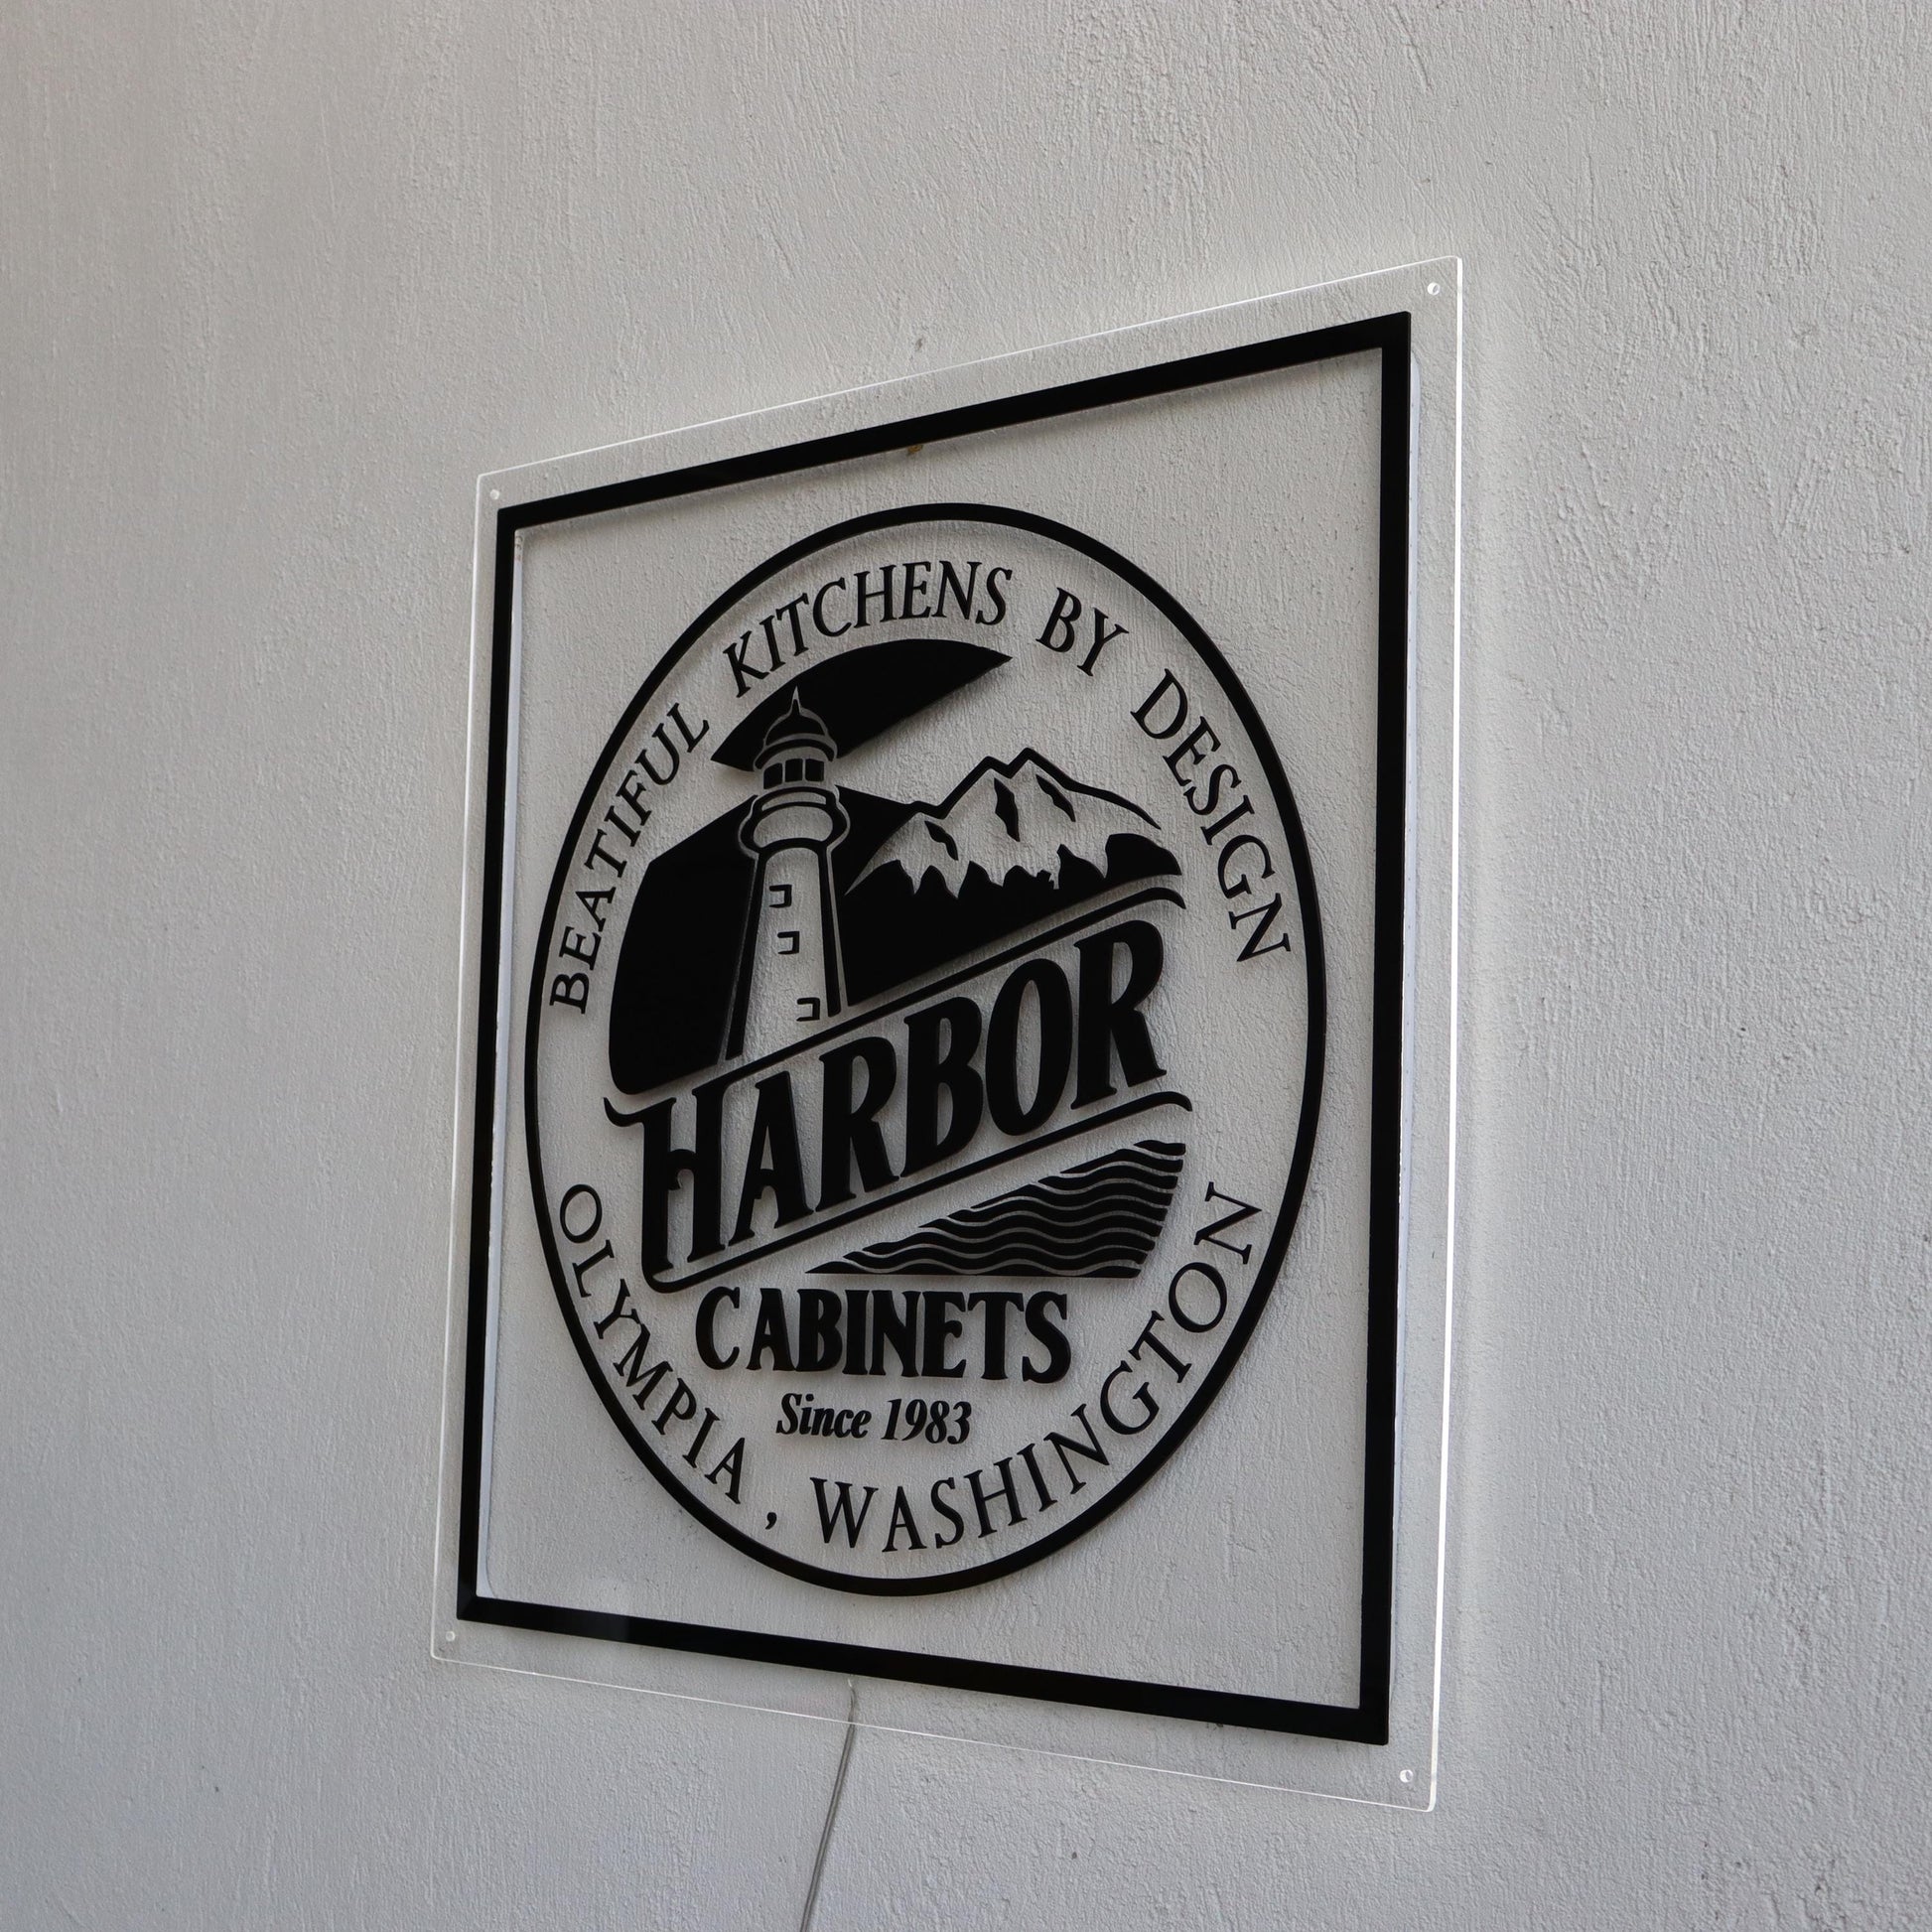 BEATIFUL KITCHENS BY DESIGN
HARBOR
CABINETS
Since 1983
OLYMPIA , WASHINGTON